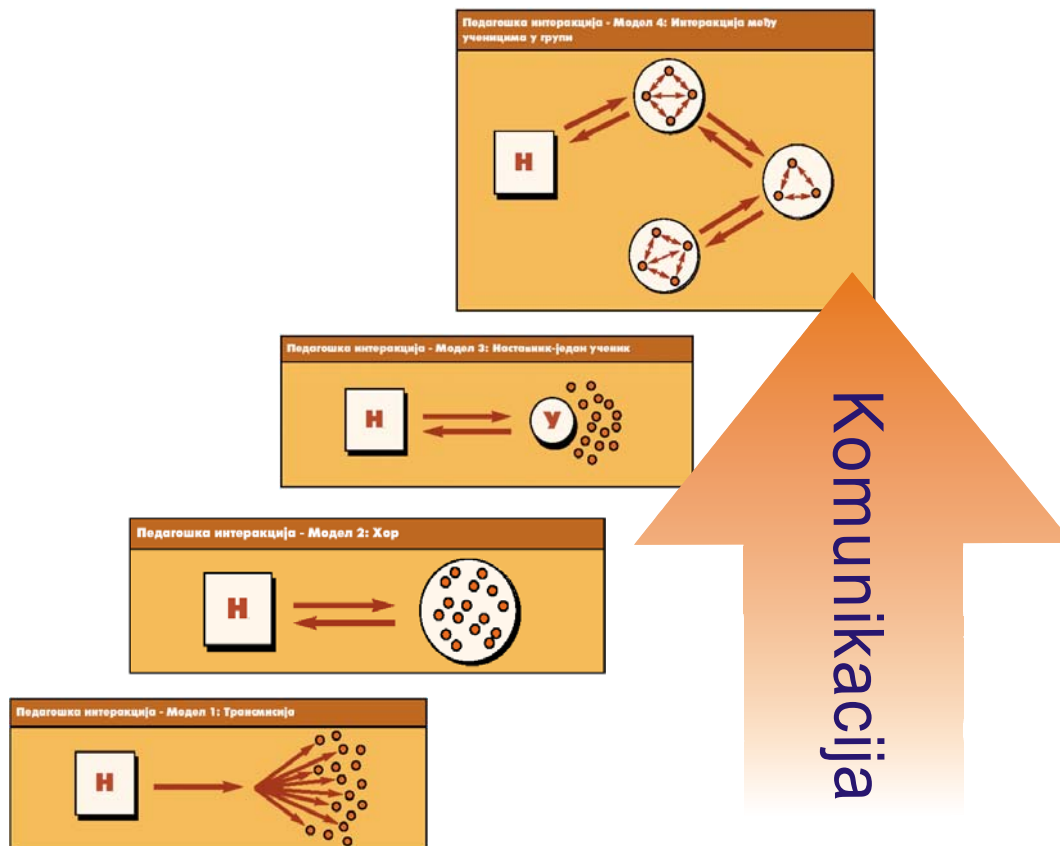 Педагошка интеракција - Модел 4: Интеракција међу
ученицима у групи
Н
Педагошка интеракција - Модел 3: Наставник-један ученик
Н
У
Педагошка интеракција - Модел 2: Хор
Н
Педагошка интеракција - Модел 1: Трансмисија
Н
Komunikacija